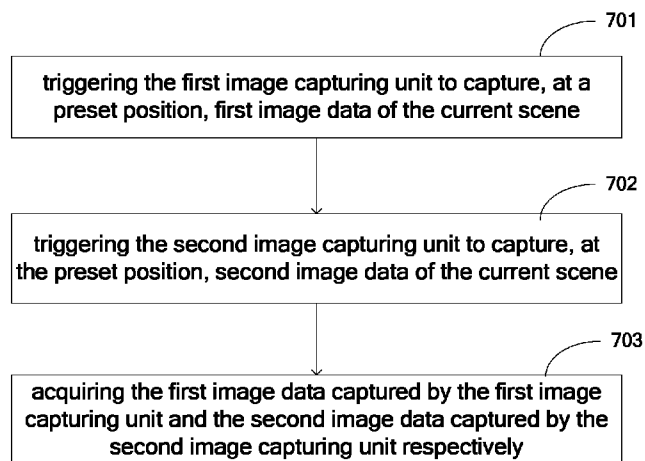 701
triggering the first image capturing unit to capture, at a
preset position, first image data of the current scene
702
triggering the second image capturing unit to capture, at
the preset position, second image data of the current scene
703
acquiring the first image data captured by the first image
capturing unit and the second image data captured by the
second image capturing unit respectively